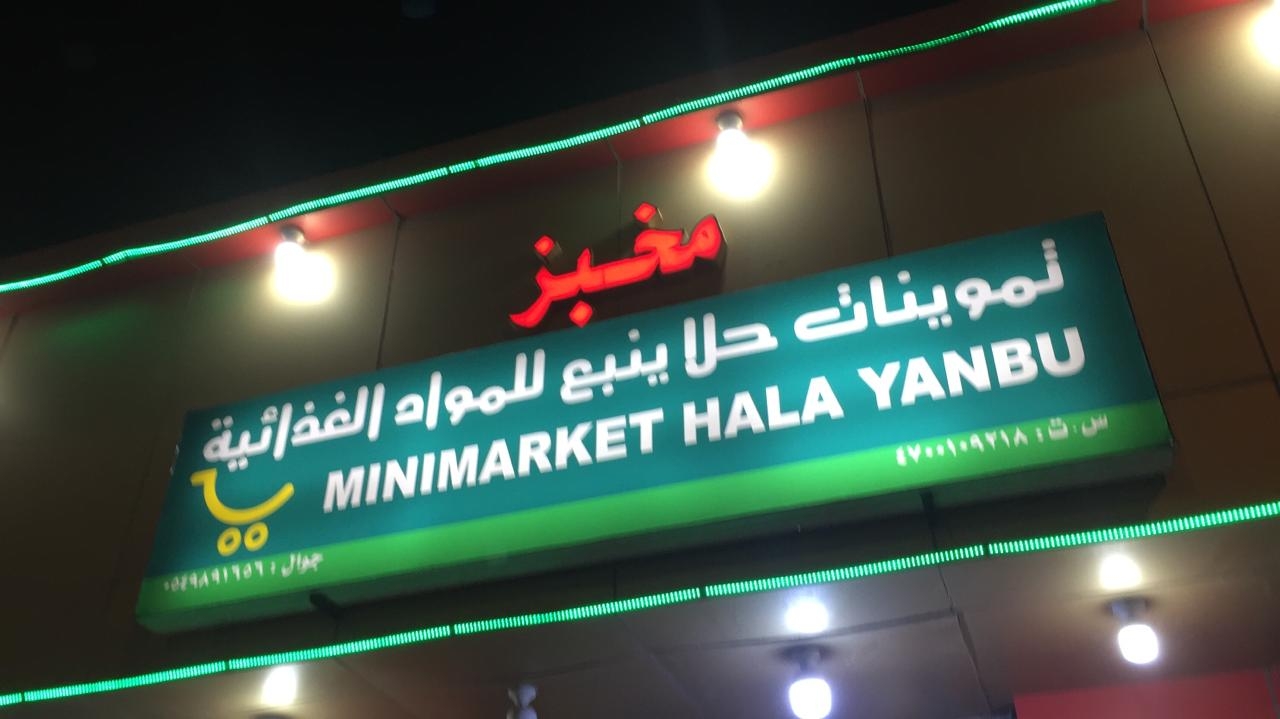 مخبز
تموينات حلا ينبع للمواد الغذائية
MINIMARKET HALA YANBU
س.ت: ٤٧٠٠١٠٩٢١٨
جوال: ٠٥٤٩٨٩١٦٥٦